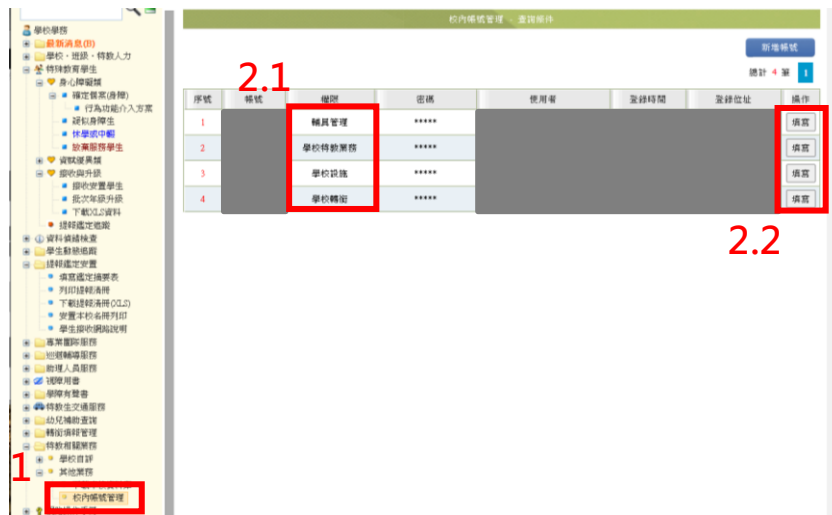 校內帳號管理 - 查詢條件
學校學務
最新消息(B)
學校、班級、特教人力
特殊教育學生
身心障礙類
確定個案(身障)
行為功能介入方案
疑似身障生
休學或中輟
放棄服務學生
資賦優異類
接收與升級
接收安置學生
批次年級升級
下載XLS資料
提報鑑定追蹤
資料偵錯檢查
學生動態追蹤
提報鑑定安置
填寫鑑定摘要表
列印提報清冊
下載提報清冊(XLS)
安置本校名冊列印
學生接收網路說明
專業團隊服務
巡迴輔導服務
助理人員服務
視障用書
學障有聲書
特教生交通服務
幼兒補助查詢
轉銜填報管理
特教相關業務
學校自評
其他業務
1
校內帳號管理
新增帳號
總計 4 筆 1
2.1
序號 帳號 權限 密碼 使用者 登錄時間 登錄位址 操作
1 輔具管理 ***** 填寫
2 學校特教業務 ***** 填寫
3 學校設施 ***** 填寫
4 學校轉銜 ***** 填寫
2.2